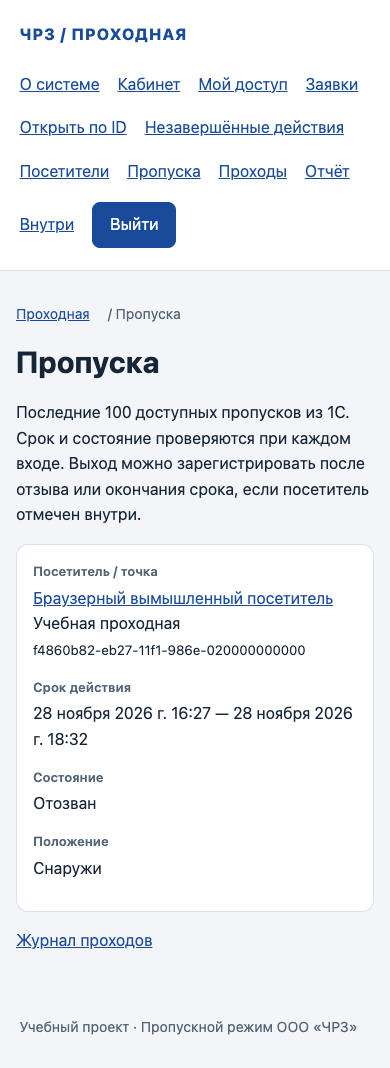 ЧРЗ / ПРОХОДНАЯ
О системе Кабинет Мой доступ Заявки
Открыть по ID Незавершённые действия
Посетители Пропуска Проходы Отчёт
Внутри Выйти
Проходная / Пропуска
Пропуска
Последние 100 доступных пропусков из 1С.
Срок и состояние проверяются при каждом
входе. Выход можно зарегистрировать после
отзыва или окончания срока, если посетитель
отмечен внутри.
Посетитель / точка
Браузерный вымышленный посетитель
Учебная проходная
f4860b82-eb27-11f1-986e-020000000000
Срок действия
28 ноября 2026 г. 16:27 — 28 ноября 2026
г. 18:32
Состояние
Отозван
Положение
Снаружи
Журнал проходов
Учебный проект · Пропускной режим ООО «ЧРЗ»